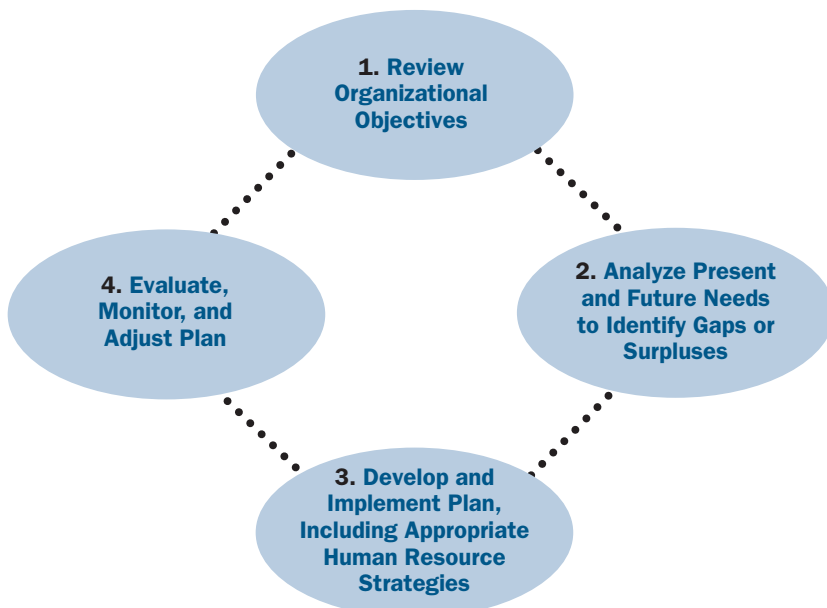 1. Review
Organizational
Objectives
2. Analyze Present
and Future Needs
to Identify Gaps or
Surpluses
3. Develop and
Implement Plan,
Including Appropriate
Human Resource
Strategies
4. Evaluate,
Monitor, and
Adjust Plan